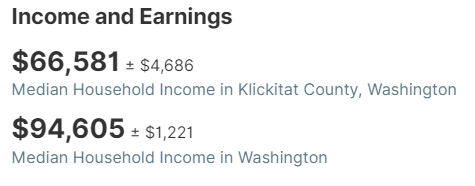 Income and Earnings
$66,581 ± $4,686
Median Household Income in Klickitat County, Washington
$94,605 ± $1,221
Median Household Income in Washington